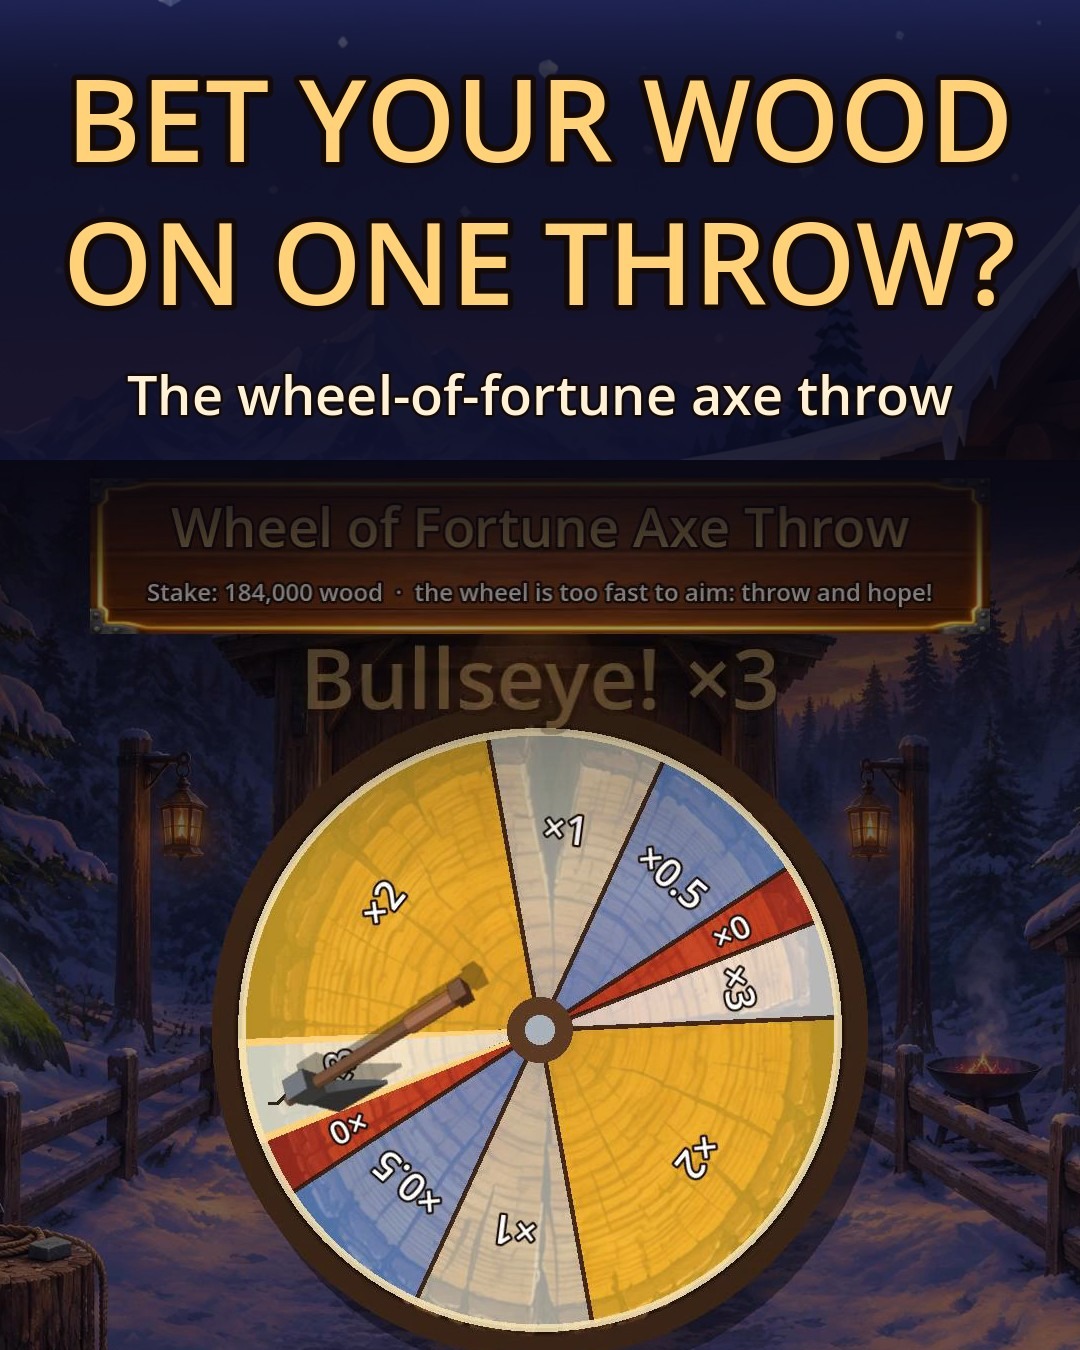 BET YOUR WOOD
ON ONE THROW?
The wheel-of-fortune axe throw
Wheel of Fortune Axe Throw
Stake: 184,000 wood · the wheel is too fast to aim: throw and hope!
Bullseye! ×3
×1
×0.5
×0
×3
×2
×2
×0
×0.5
×1
×2